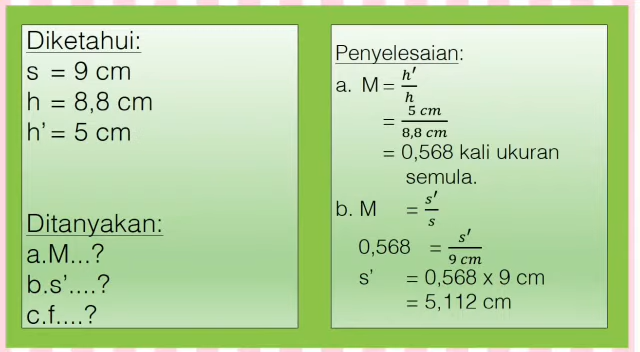 Diketahui:
s = 9 cm
h = 8,8 cm
h' = 5 cm
Ditanyakan:
a.M...?
b.s'....?
c.f....?
Penyelesaian:
a. M = h'/h
= 5 cm/8,8 cm
= 0,568 kali ukuran
semula.
b. M = s'/s
0,568 = s'/9 cm
s' = 0,568 x 9 cm
= 5,112 cm